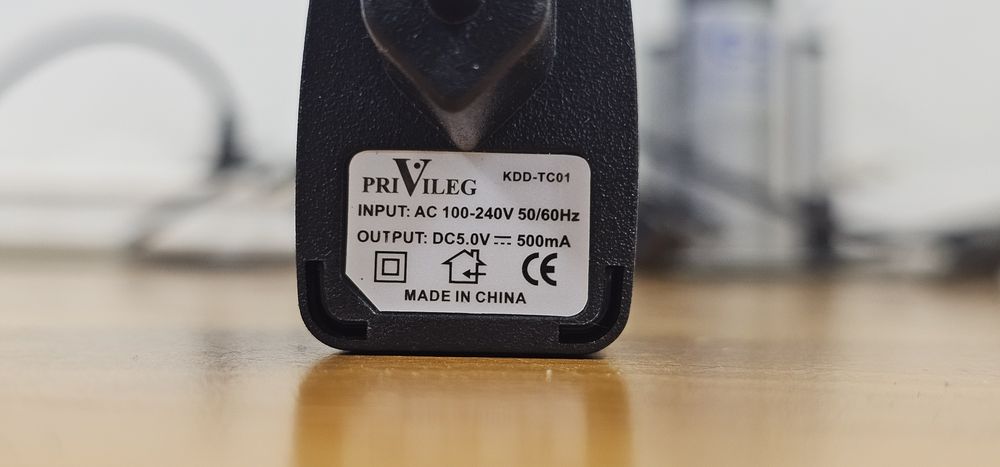 PRIVILEG KDD-TC01
INPUT: AC 100-240V 50/60Hz
OUTPUT: DC5.0V ⎓ 500mA
CE
MADE IN CHINA